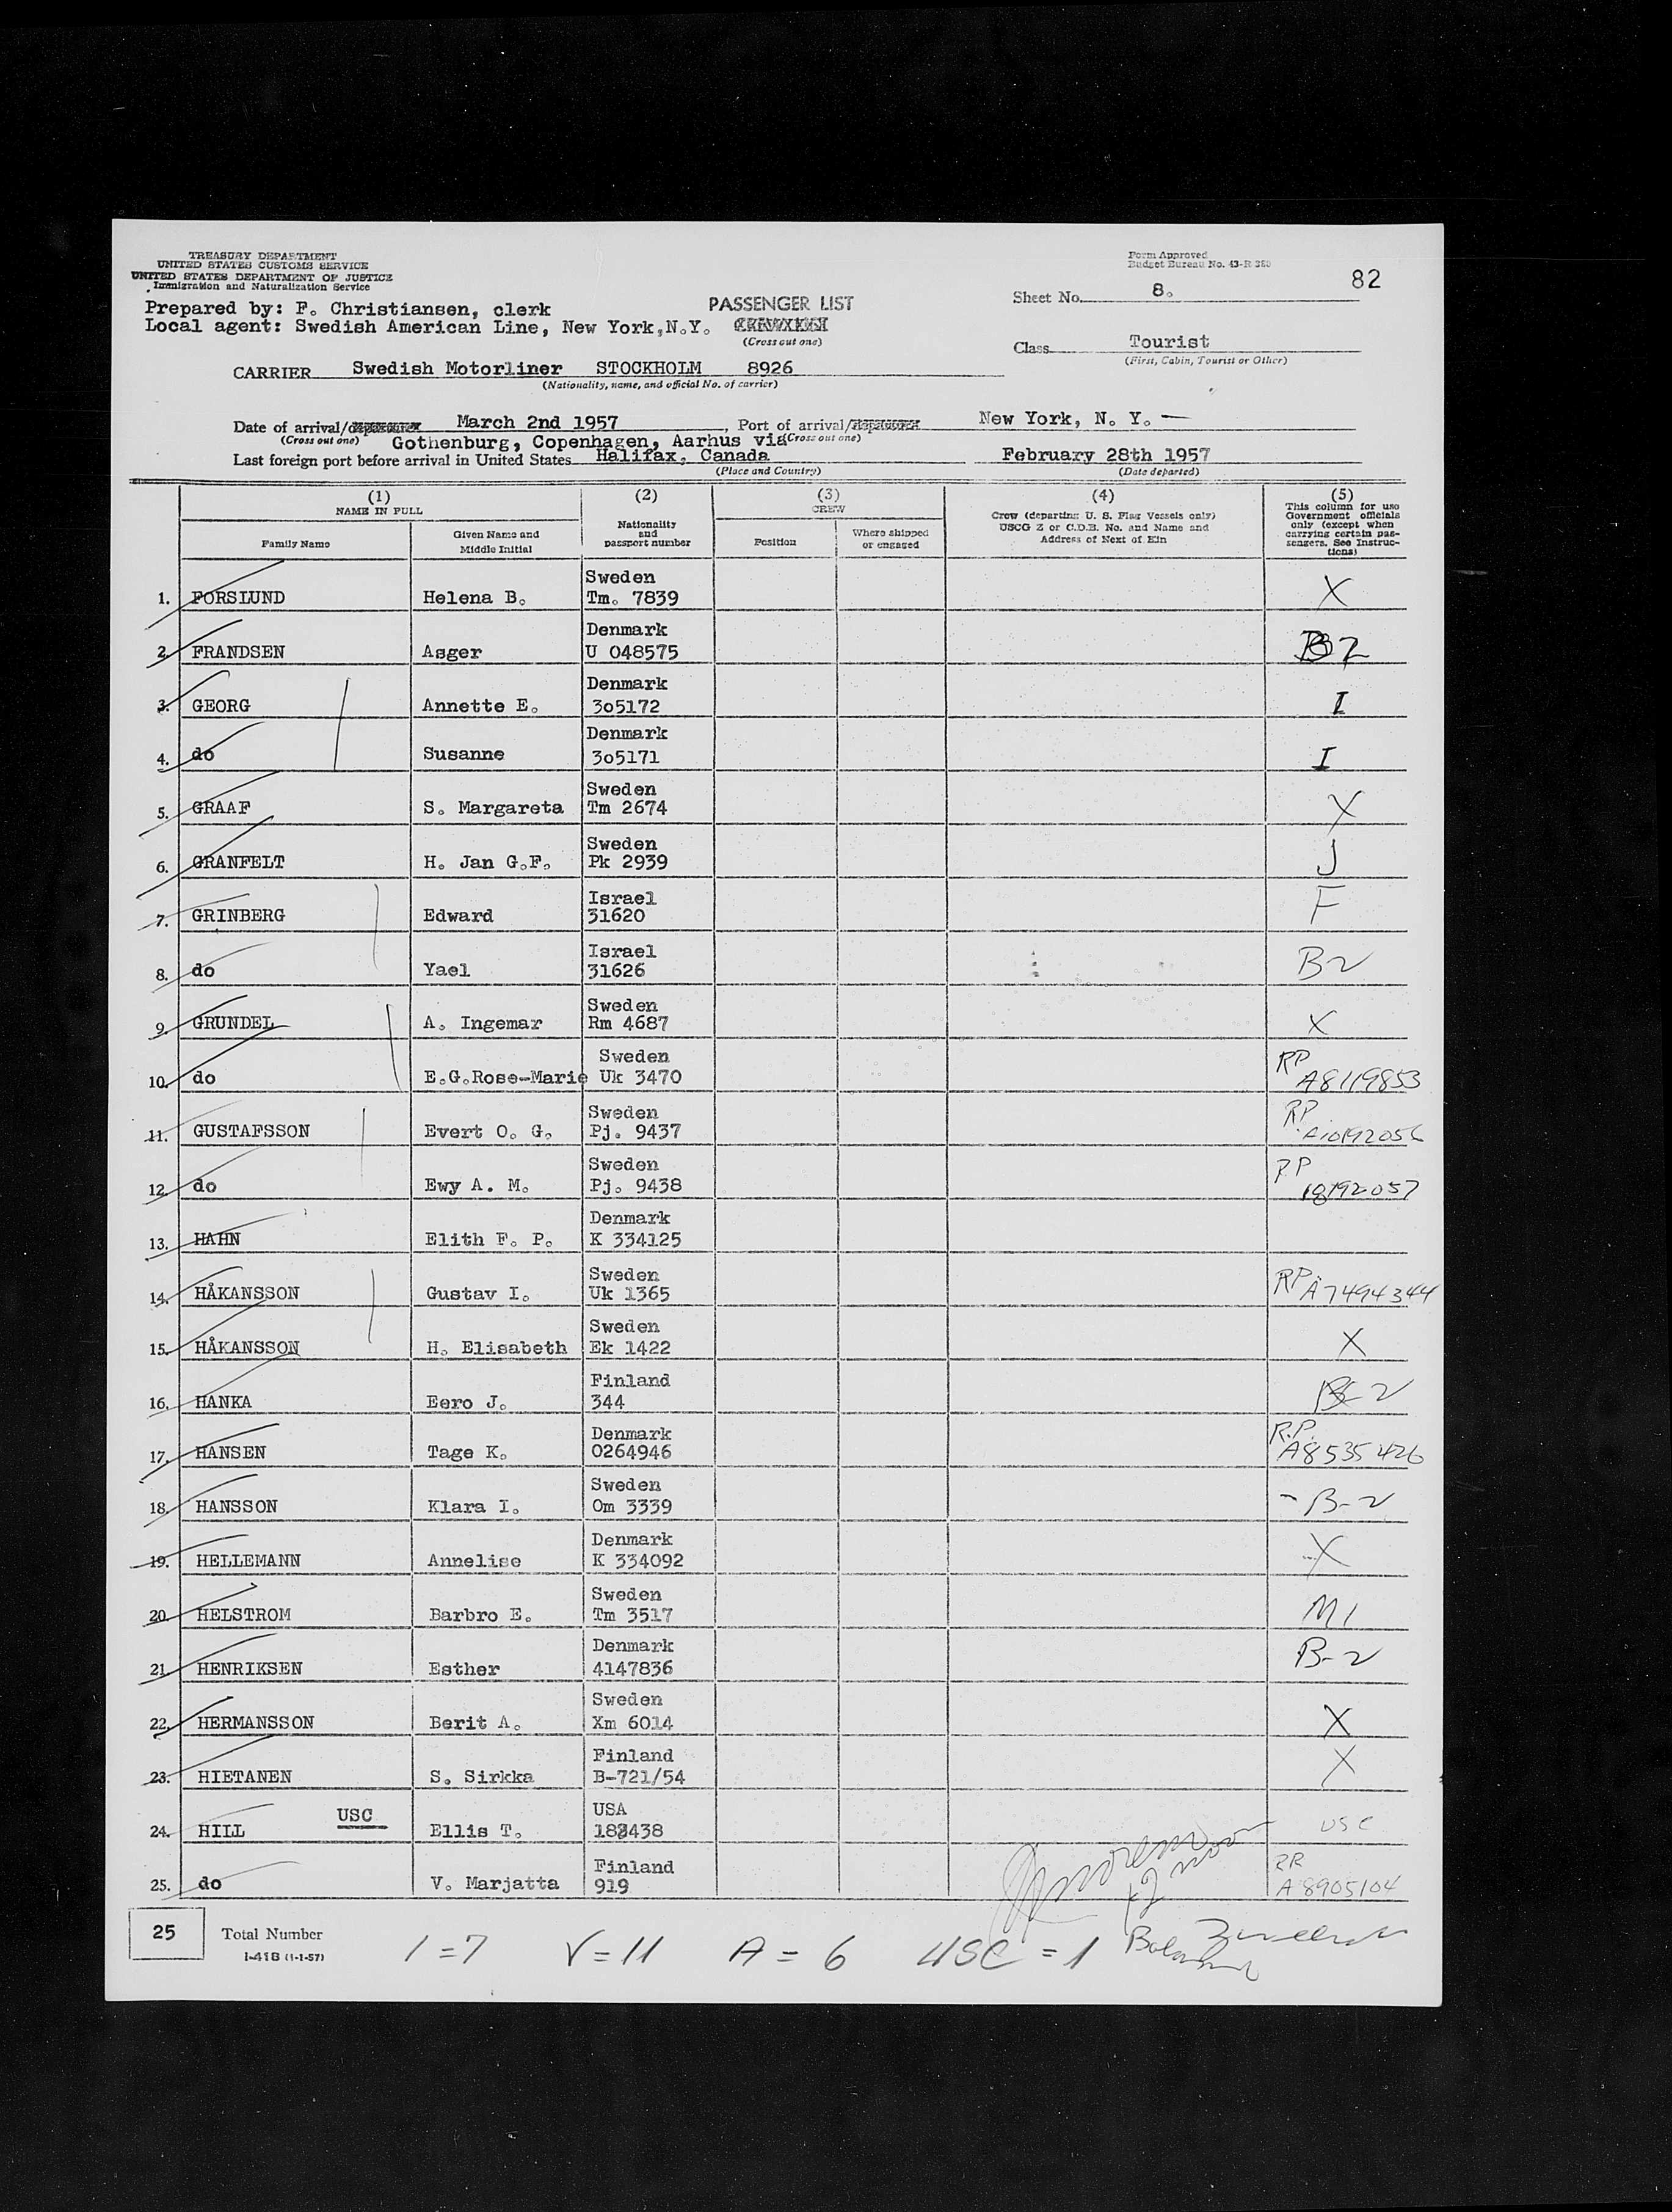 TREASURY DEPARTMENT
UNITED STATES CUSTOMS SERVICE
UNITED STATES DEPARTMENT OF JUSTICE
Immigration and Naturalization Service
Form Approved
Budget Bureau No. 43-R 380
82
Prepared by: F. Christiansen, clerk
Local agent: Swedish American Line, New York,N.Y.
PASSENGER LIST
(Cross out one)
Sheet No. 8.
Class Tourist
(First, Cabin, Tourist or Other)
CARRIER Swedish Motorliner STOCKHOLM 8926
(Nationality, name, and official No. of carrier)
Date of arrival/departure March 2nd 1957, Port of arrival/departure New York, N. Y. —
(Cross out one) Gothenburg, Copenhagen, Aarhus via (Cross out one)
Last foreign port before arrival in United States Halifax, Canada February 28th 1957
(Place and Country) (Date departed)
(1) NAME IN FULL
Family Name
Given Name and Middle Initial
(2) Nationality and passport number
(3) CREW
Position
Where shipped or engaged
(4) Crew (departing U. S. Flag Vessels only) USCG Z or C.D.B. No. and Name and Address of Next of Kin
(5) This column for use Government officials only (except when carrying certain passengers. See Instructions)
1. FORSLUND Helena B. Sweden Tm. 7839 X
2. FRANDSEN Asger Denmark U 048575 B2
3. GEORG Annette E. Denmark 305172 I
4. do Susanne Denmark 305171 I
5. GRAAF S. Margareta Sweden Tm 2674 X
6. GRANFELT H. Jan G.F. Sweden Pk 2939 J
7. GRINBERG Edward Israel 31620 F
8. do Yael Israel 31626 B2
9. GRUNDEL A. Ingemar Sweden Rm 4687 X
10. do E.G.Rose-Marie Sweden Uk 3470 RP A8119853
11. GUSTAFSSON Evert O. G. Sweden Pj. 9437 RP A10192056
12. do Ewy A. M. Sweden Pj. 9438 RP 10192057
13. HAHN Elith F. P. Denmark K 334125
14. HÅKANSSON Gustav I. Sweden Uk 1365 RP A7494344
15. HÅKANSSON H. Elisabeth Sweden Ek 1422 X
16. HANKA Eero J. Finland 344 B-2
17. HANSEN Tage K. Denmark 0264946 R.P. A8535426
18. HANSSON Klara I. Sweden Om 3339 B-2
19. HELLEMANN Annelise Denmark K 334092 X
20. HELSTROM Barbro E. Sweden Tm 3517 M1
21. HENRIKSEN Esther Denmark 4147836 B-2
22. HERMANSSON Berit A. Sweden Xm 6014 X
23. HIETANEN S. Sirkka Finland B-721/54 X
24. HILL USC Ellis T. USA 182438 USC
25. do V. Marjatta Finland 919 RP A8905104
25 Total Number
I-418 (1-1-57)
1=7 V=11 A=6 USC=1